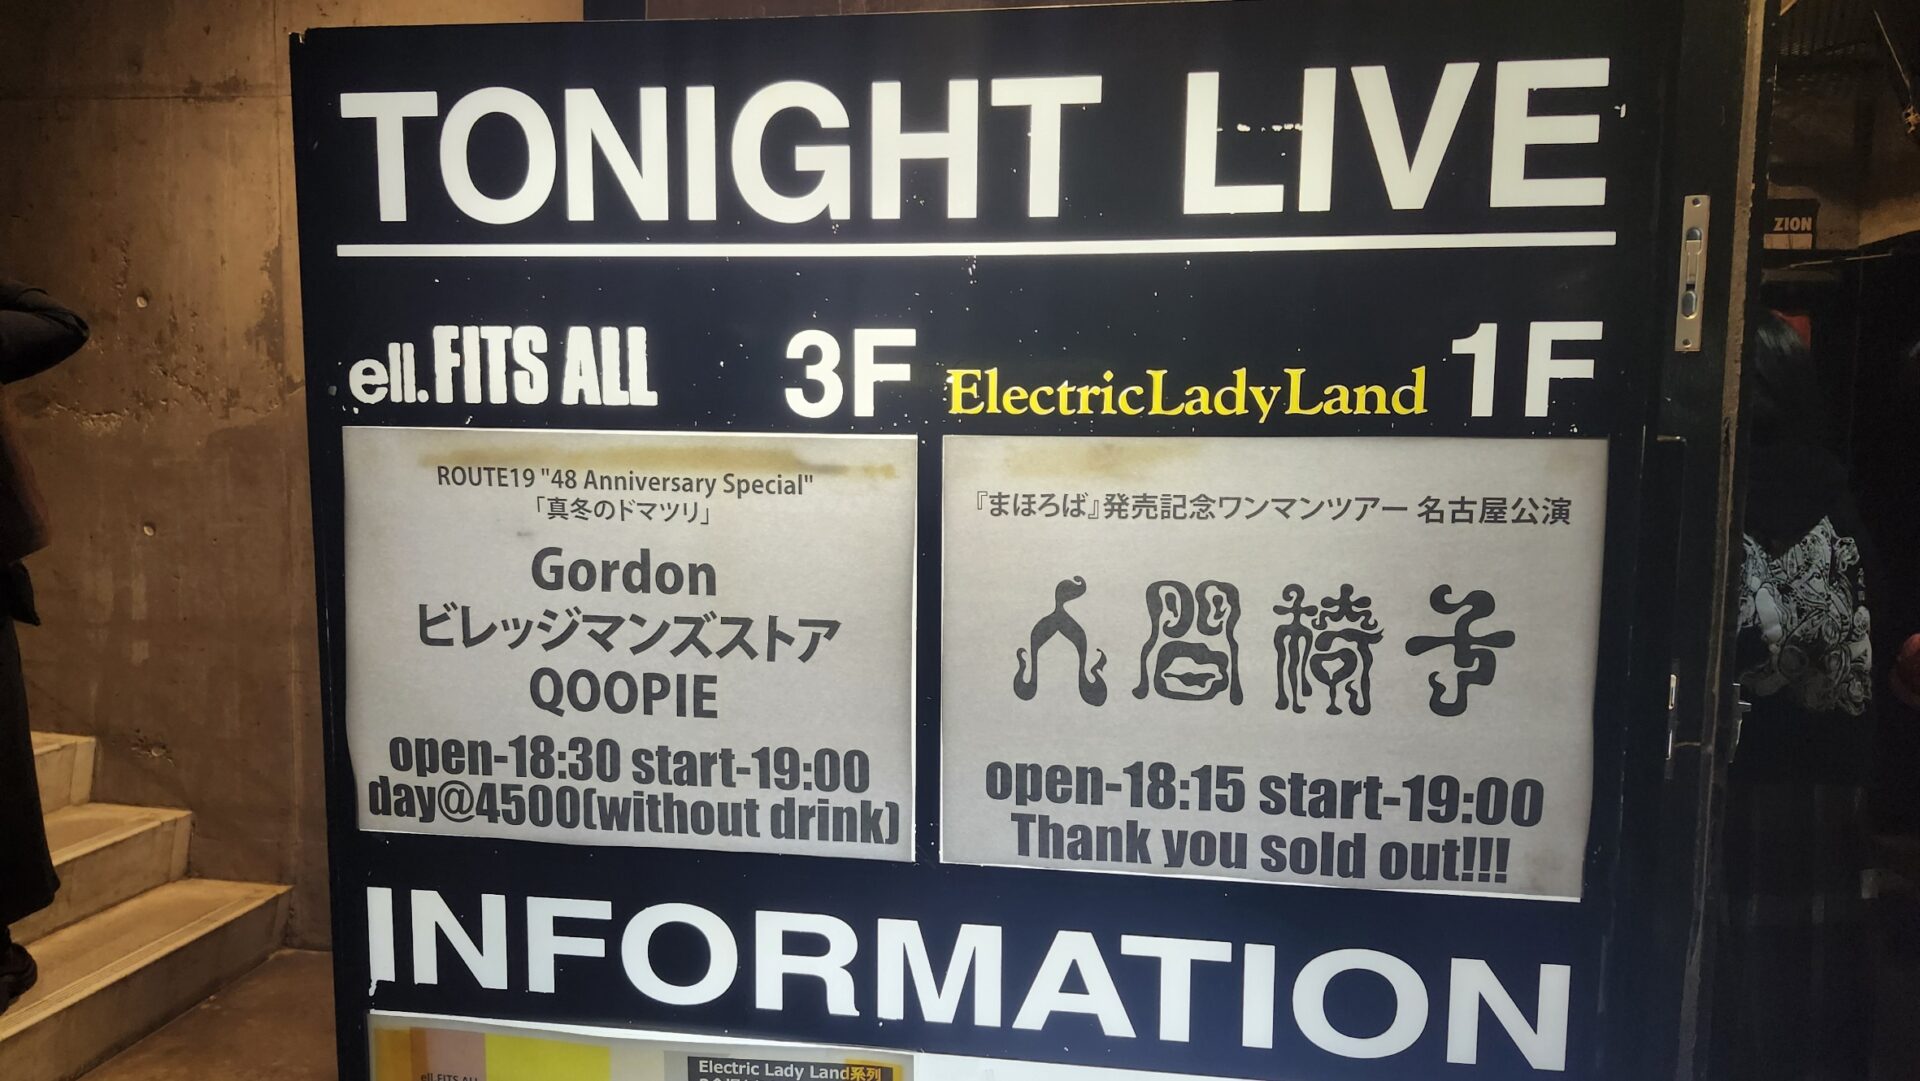 TONIGHT LIVE
ell.FITS ALL 3F
ROUTE19 "48 Anniversary Special"
「真冬のドマツリ」
Gordon
ビレッジマンズストア
QOOPIE
open-18:30 start-19:00
day@4500(without drink)
ElectricLadyLand 1F
『まほろば』発売記念ワンマンツアー 名古屋公演
人間椅子
open-18:15 start-19:00
Thank you sold out!!!
INFORMATION
ell.FITS ALL
Electric Lady Land系列
ZION